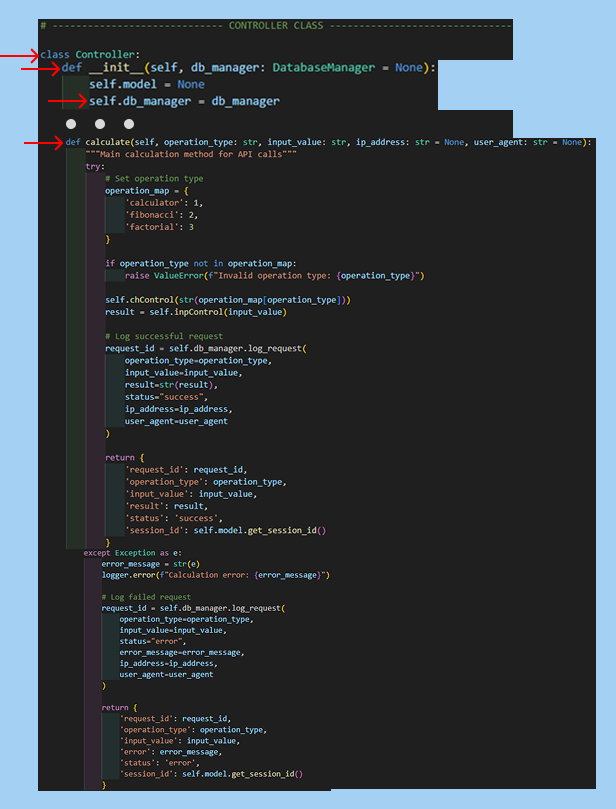 # ---------------------------- CONTROLLER CLASS ------------------------------
class Controller:
    def __init__(self, db_manager: DatabaseManager = None):
        self.model = None
        self.db_manager = db_manager
    def calculate(self, operation_type: str, input_value: str, ip_address: str = None, user_agent: str = None):
        """Main calculation method for API calls"""
        try:
            # Set operation type
            operation_map = {
                'calculator': 1,
                'fibonacci': 2,
                'factorial': 3
            }
            if operation_type not in operation_map:
                raise ValueError(f"Invalid operation type: {operation_type}")
            self.chControl(str(operation_map[operation_type]))
            result = self.inpControl(input_value)
            # Log successful request
            request_id = self.db_manager.log_request(
                operation_type=operation_type,
                input_value=input_value,
                result=str(result),
                status="success",
                ip_address=ip_address,
                user_agent=user_agent
            )
            return {
                'request_id': request_id,
                'operation_type': operation_type,
                'input_value': input_value,
                'result': result,
                'status': 'success',
                'session_id': self.model.get_session_id()
            }
        except Exception as e:
            error_message = str(e)
            logger.error(f"Calculation error: {error_message}")
            # Log failed request
            request_id = self.db_manager.log_request(
                operation_type=operation_type,
                input_value=input_value,
                status="error",
                error_message=error_message,
                ip_address=ip_address,
                user_agent=user_agent
            )
            return {
                'request_id': request_id,
                'operation_type': operation_type,
                'input_value': input_value,
                'error': error_message,
                'status': 'error',
                'session_id': self.model.get_session_id()
            }